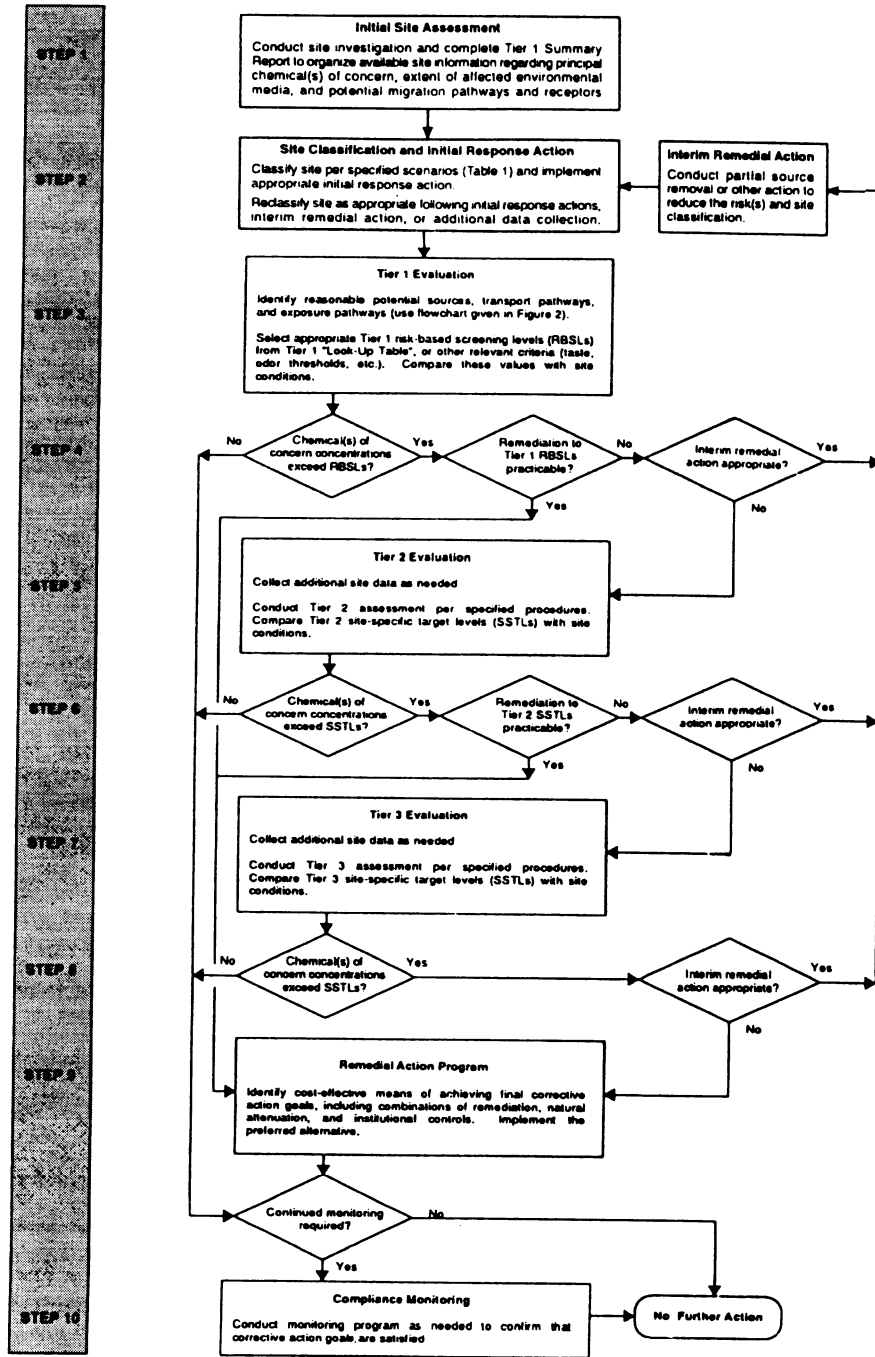 STEP 1
Initial Site Assessment
Conduct site investigation and complete Tier 1 Summary
Report to organize available site information regarding principal
chemical(s) of concern, extent of affected environmental
media, and potential migration pathways and receptors
STEP 2
Site Classification and Initial Response Action
Classify site per specified scenarios (Table 1) and implement
appropriate initial response action.
Reclassify site as appropriate following initial response actions,
interim remedial action, or additional data collection.
Interim Remedial Action
Conduct partial source
removal or other action to
reduce the risk(s) and site
classification.
STEP 3
Tier 1 Evaluation
Identify reasonable potential sources, transport pathways,
and exposure pathways (use flowchart given in Figure 2).
Select appropriate Tier 1 risk-based screening levels (RBSLs)
from Tier 1 "Look-Up Table", or other relevant criteria (taste,
odor thresholds, etc.). Compare these values with site
conditions.
STEP 4
No
Chemical(s) of
concern concentrations
exceed RBSLs?
Yes
Remediation to
Tier 1 RBSLs
practicable?
No
Interim remedial
action appropriate?
Yes
Yes
No
STEP 5
Tier 2 Evaluation
Collect additional site data as needed
Conduct Tier 2 assessment per specified procedures.
Compare Tier 2 site-specific target levels (SSTLs) with site
conditions.
STEP 6
No
Chemical(s) of
concern concentrations
exceed SSTLs?
Yes
Remediation to
Tier 2 SSTLs
practicable?
No
Interim remedial
action appropriate?
Yes
Yes
No
STEP 7
Tier 3 Evaluation
Collect additional site data as needed
Conduct Tier 3 assessment per specified procedures.
Compare Tier 3 site-specific target levels (SSTLs) with site
conditions.
STEP 8
No
Chemical(s) of
concern concentrations
exceed SSTLs?
Yes
Interim remedial
action appropriate?
Yes
No
STEP 9
Remedial Action Program
Identify cost-effective means of achieving final corrective
action goals, including combinations of remediation, natural
attenuation, and institutional controls. Implement the
preferred alternative.
Continued monitoring
required?
No
Yes
STEP 10
Compliance Monitoring
Conduct monitoring program as needed to confirm that
corrective action goals, are satisfied
No Further Action